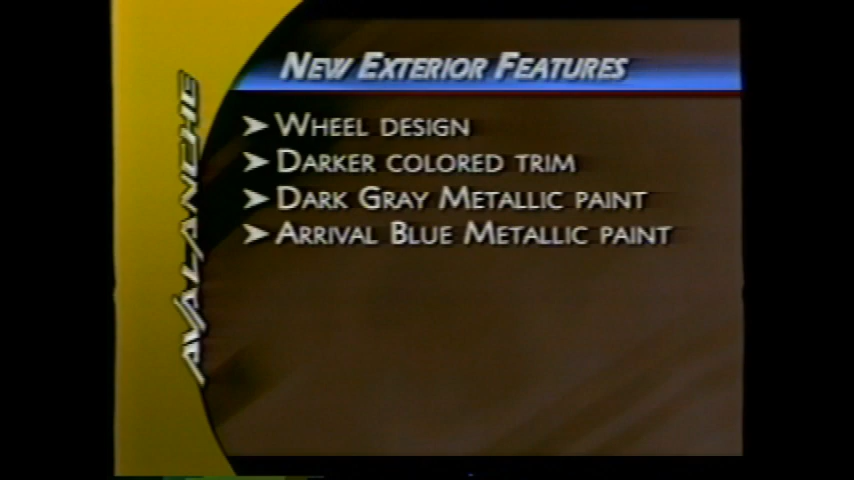 New Exterior Features
➤ Wheel design
➤ Darker colored trim
➤ Dark Gray Metallic paint
➤ Arrival Blue Metallic paint
AVALANCHE